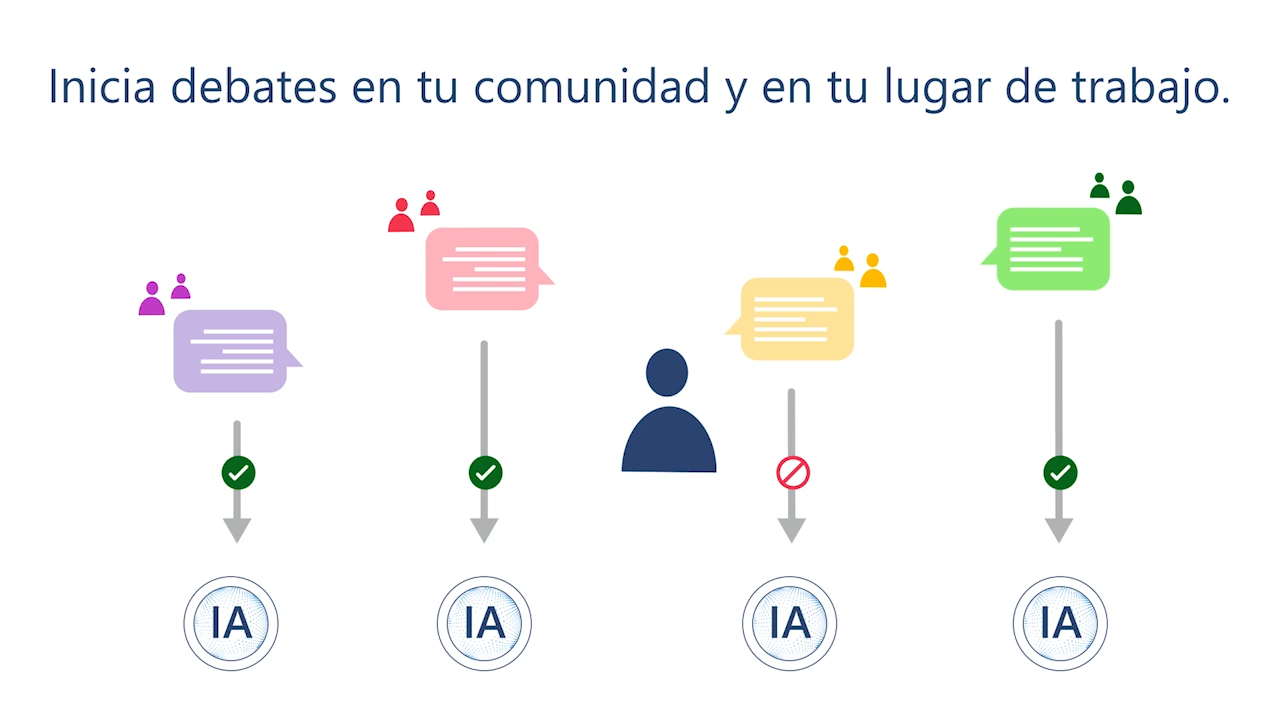 Inicia debates en tu comunidad y en tu lugar de trabajo.
IA IA IA IA